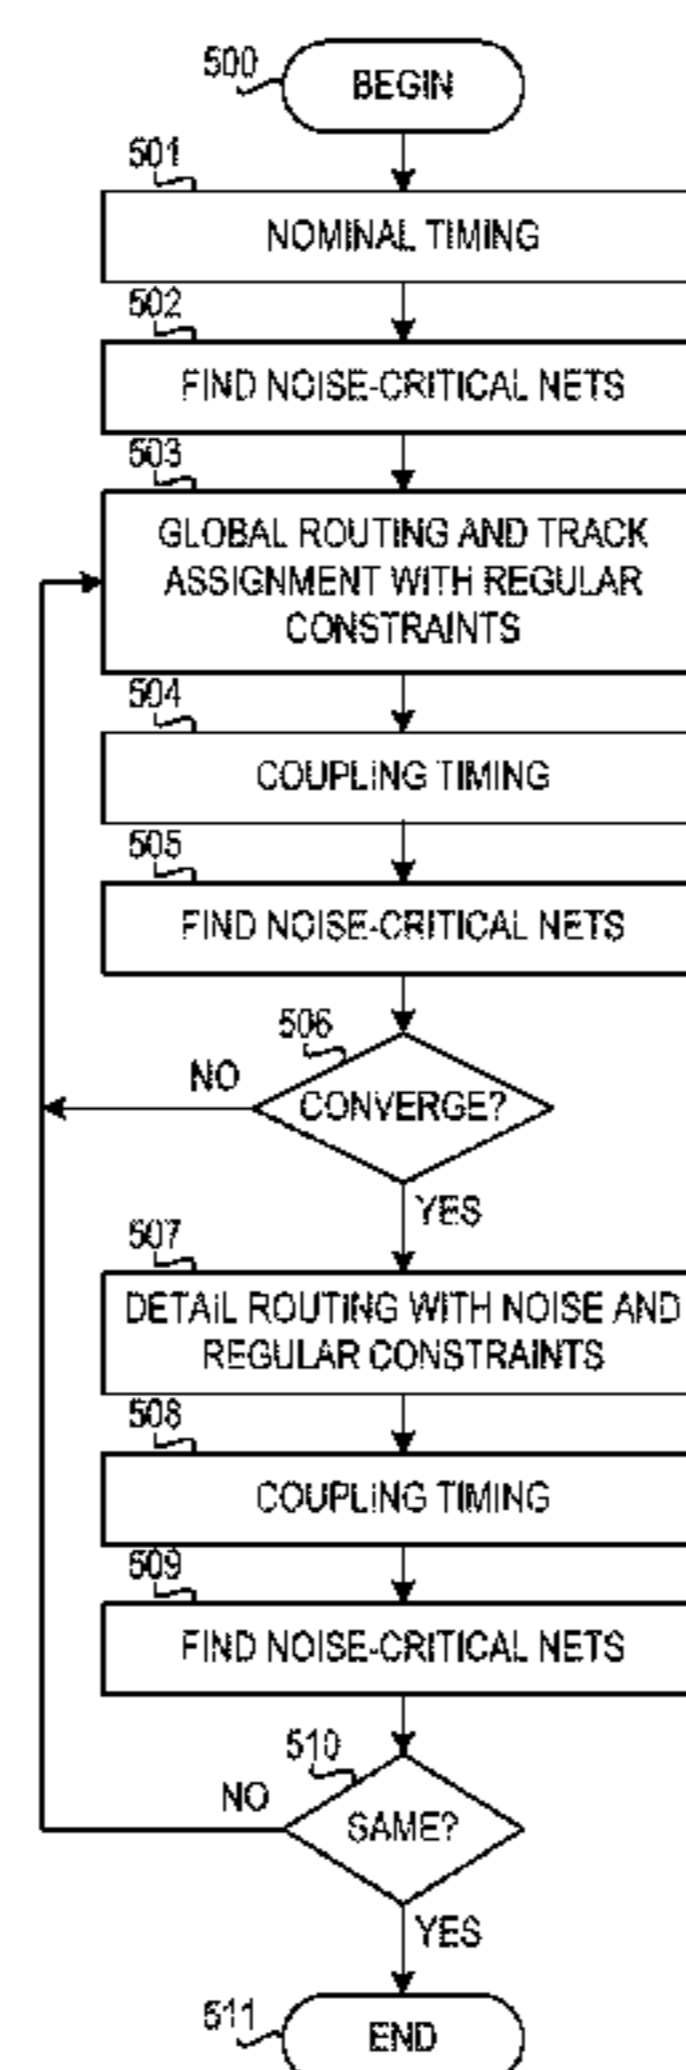 500
BEGIN
501
NOMINAL TIMING
502
FIND NOISE-CRITICAL NETS
503
GLOBAL ROUTING AND TRACK
ASSIGNMENT WITH REGULAR
CONSTRAINTS
504
COUPLING TIMING
505
FIND NOISE-CRITICAL NETS
506
NO
CONVERGE?
YES
507
DETAIL ROUTING WITH NOISE AND
REGULAR CONSTRAINTS
508
COUPLING TIMING
509
FIND NOISE-CRITICAL NETS
510
NO
SAME?
YES
511
END